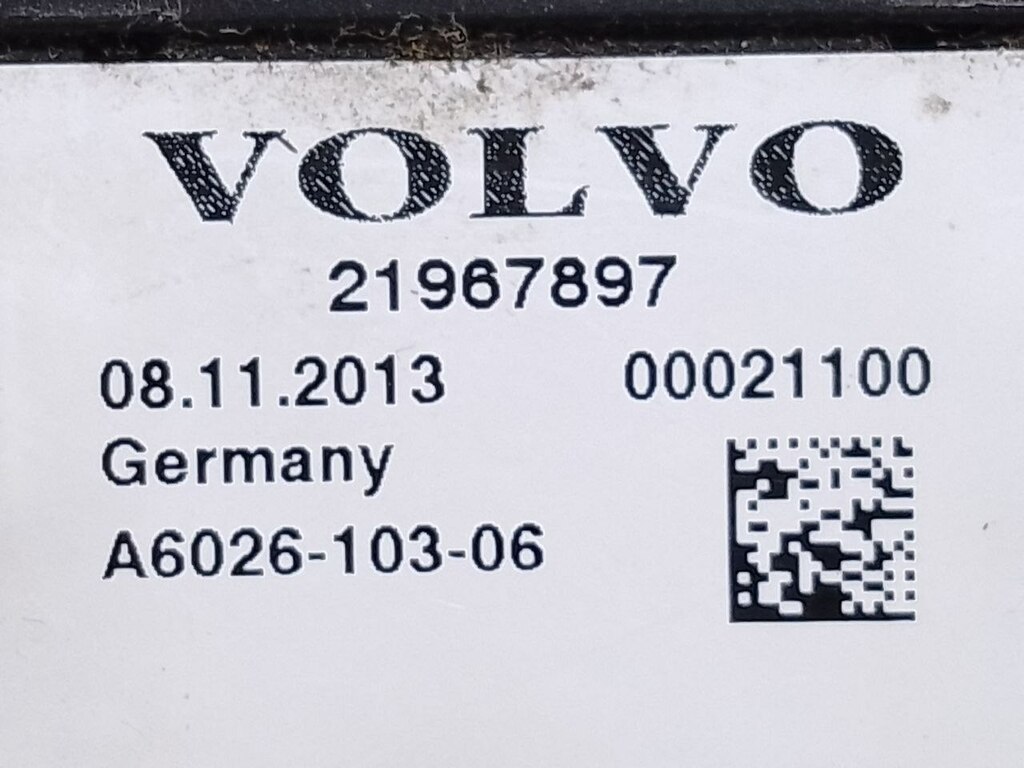 VOLVO
21967897
08.11.2013 00021100
Germany
A6026-103-06